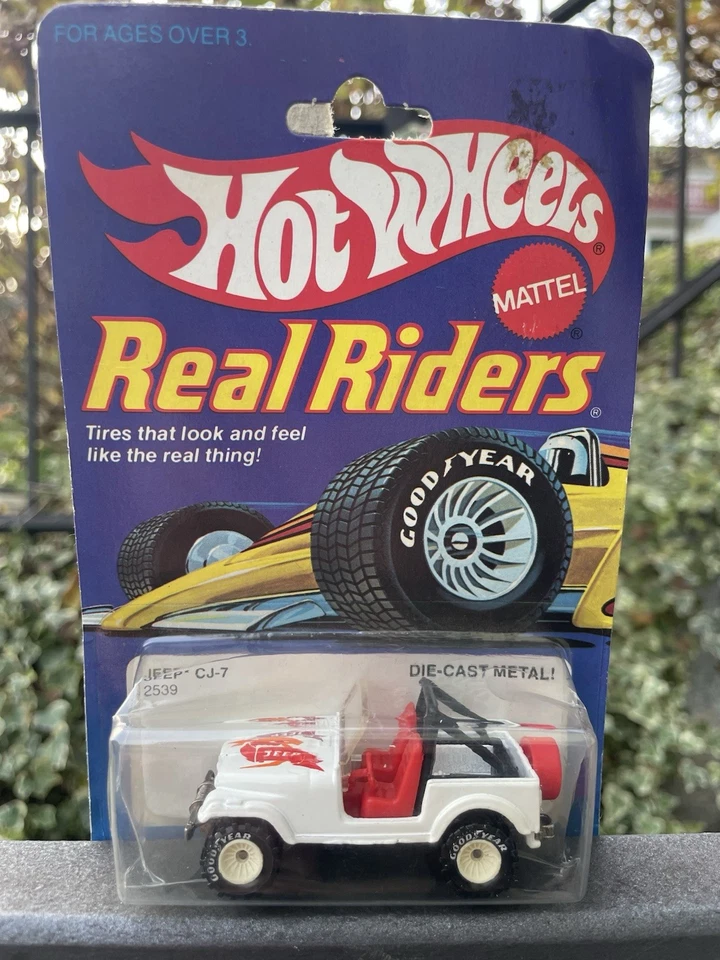 FOR AGES OVER 3.
HOT WHEELS®
MATTEL
®
Real Riders®
Tires that look and feel
like the real thing!
GOODYEAR
JEEP® CJ-7
DIE-CAST METAL!
2539
JEEP
GOODYEAR
GOODYEAR